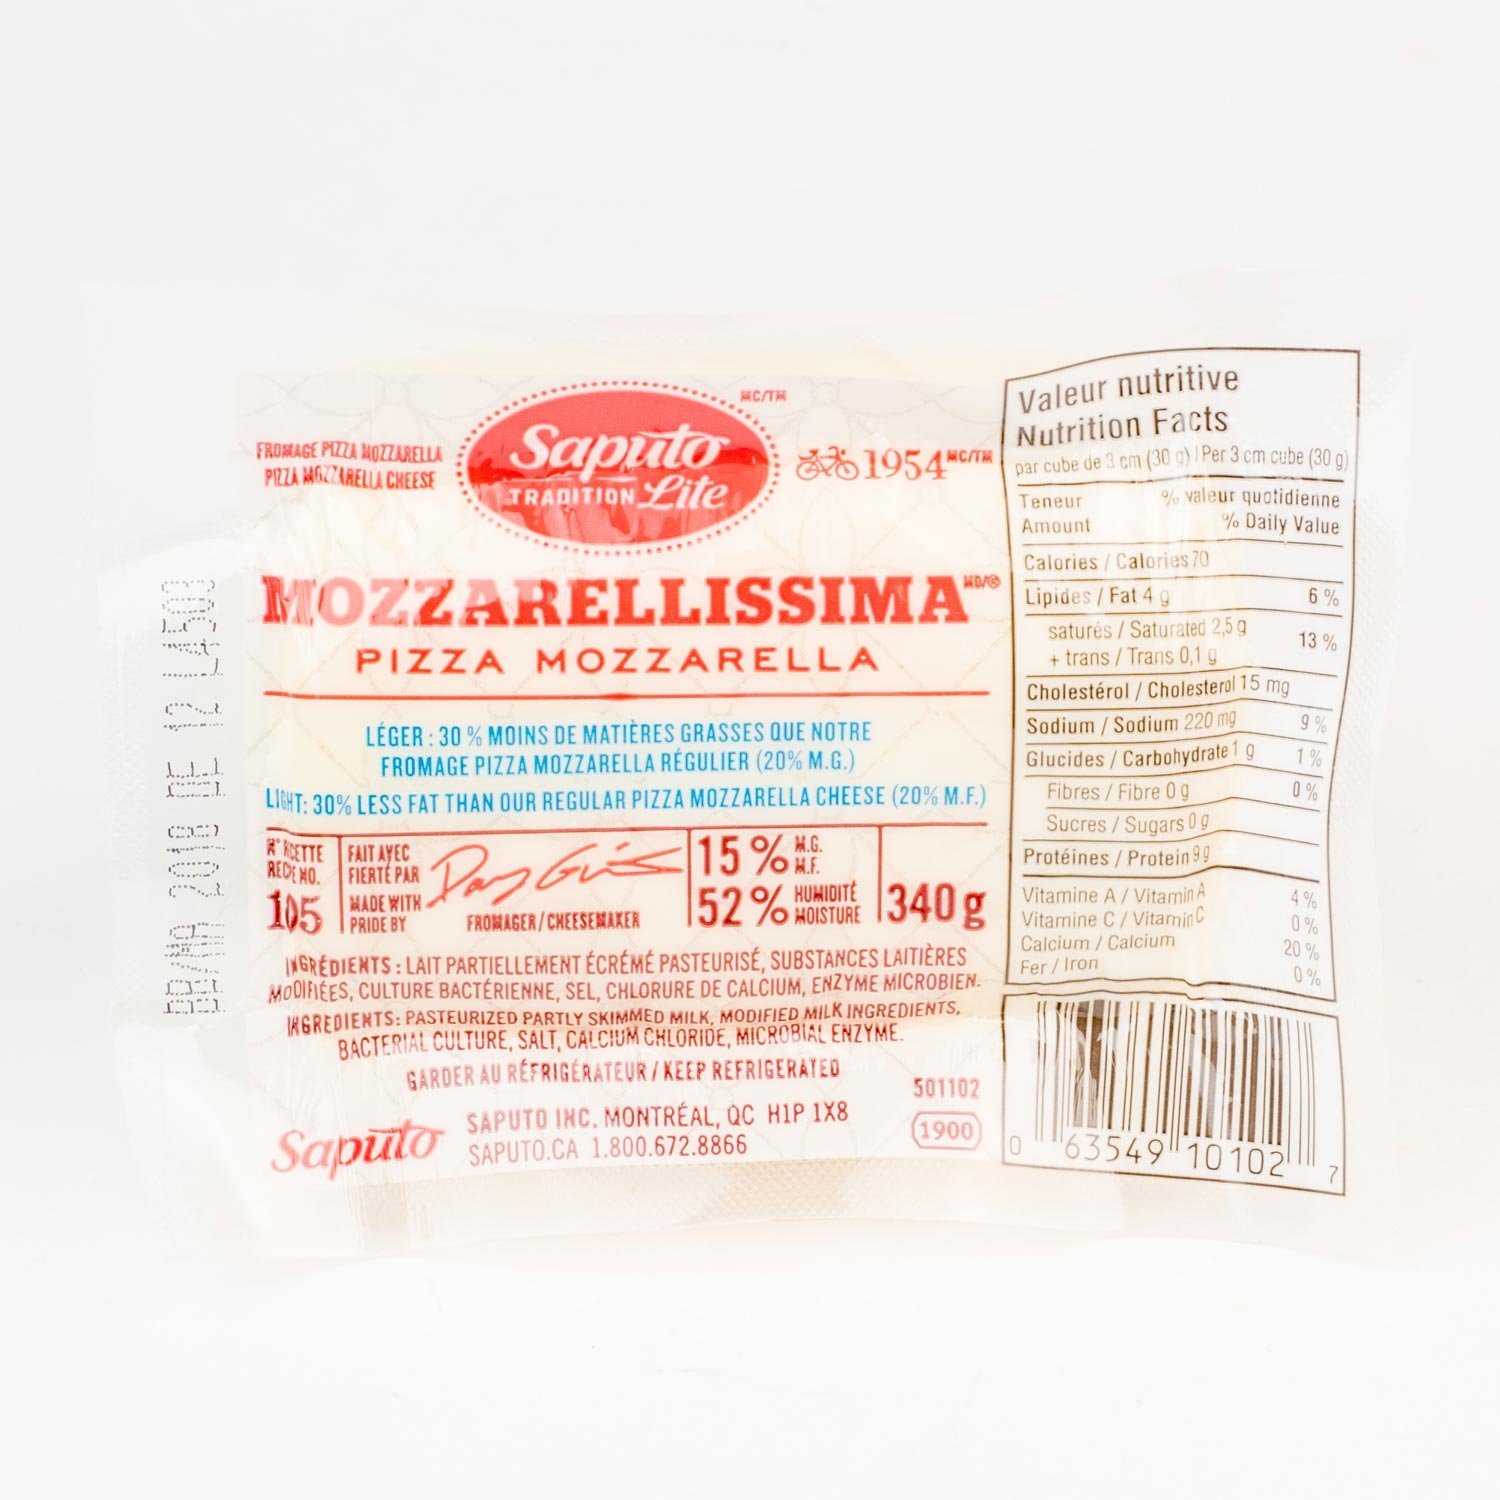 FROMAGE PIZZA MOZZARELLA
PIZZA MOZZARELLA CHEESE
MC/TM
Saputo
TRADITION Lite
1954 MC/TM
MOZZARELLISSIMA MD/®
PIZZA MOZZARELLA
LÉGER : 30 % MOINS DE MATIÈRES GRASSES QUE NOTRE
FROMAGE PIZZA MOZZARELLA RÉGULIER (20% M.G.)
LIGHT: 30% LESS FAT THAN OUR REGULAR PIZZA MOZZARELLA CHEESE (20% M.F.)
N° RECETTE
RECIPE NO.
105
FAIT AVEC
FIERTÉ PAR
MADE WITH
PRIDE BY
FROMAGER/CHEESEMAKER
15 % M.G.
M.F.
52 % HUMIDITÉ
MOISTURE
340 g
INGRÉDIENTS : LAIT PARTIELLEMENT ÉCRÉMÉ PASTEURISÉ, SUBSTANCES LAITIÈRES
MODIFIÉES, CULTURE BACTÉRIENNE, SEL, CHLORURE DE CALCIUM, ENZYME MICROBIEN.
INGREDIENTS: PASTEURIZED PARTLY SKIMMED MILK, MODIFIED MILK INGREDIENTS,
BACTERIAL CULTURE, SALT, CALCIUM CHLORIDE, MICROBIAL ENZYME.
GARDER AU RÉFRIGÉRATEUR / KEEP REFRIGERATED
Saputo
SAPUTO INC. MONTRÉAL, QC H1P 1X8
SAPUTO.CA 1.800.672.8866
501102
1900
Valeur nutritive
Nutrition Facts
par cube de 3 cm (30 g) / Per 3 cm cube (30 g)
Teneur % valeur quotidienne
Amount % Daily Value
Calories / Calories 70
Lipides / Fat 4 g 6 %
saturés / Saturated 2,5 g
+ trans / Trans 0,1 g 13 %
Cholestérol / Cholesterol 15 mg
Sodium / Sodium 220 mg 9 %
Glucides / Carbohydrate 1 g 1 %
Fibres / Fibre 0 g 0 %
Sucres / Sugars 0 g
Protéines / Protein 9 g
Vitamine A / Vitamin A 4 %
Vitamine C / Vitamin C 0 %
Calcium / Calcium 20 %
Fer / Iron 0 %
0 63549 10102 7